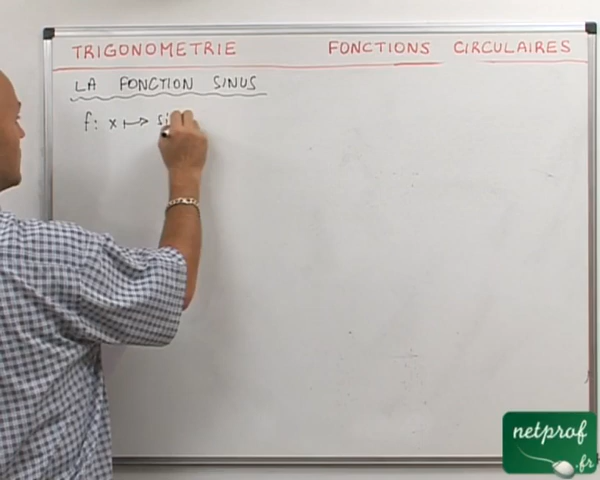 TRIGONOMETRIE FONCTIONS CIRCULAIRES
LA FONCTION SINUS
f: x ↦ si
netprof
.fr